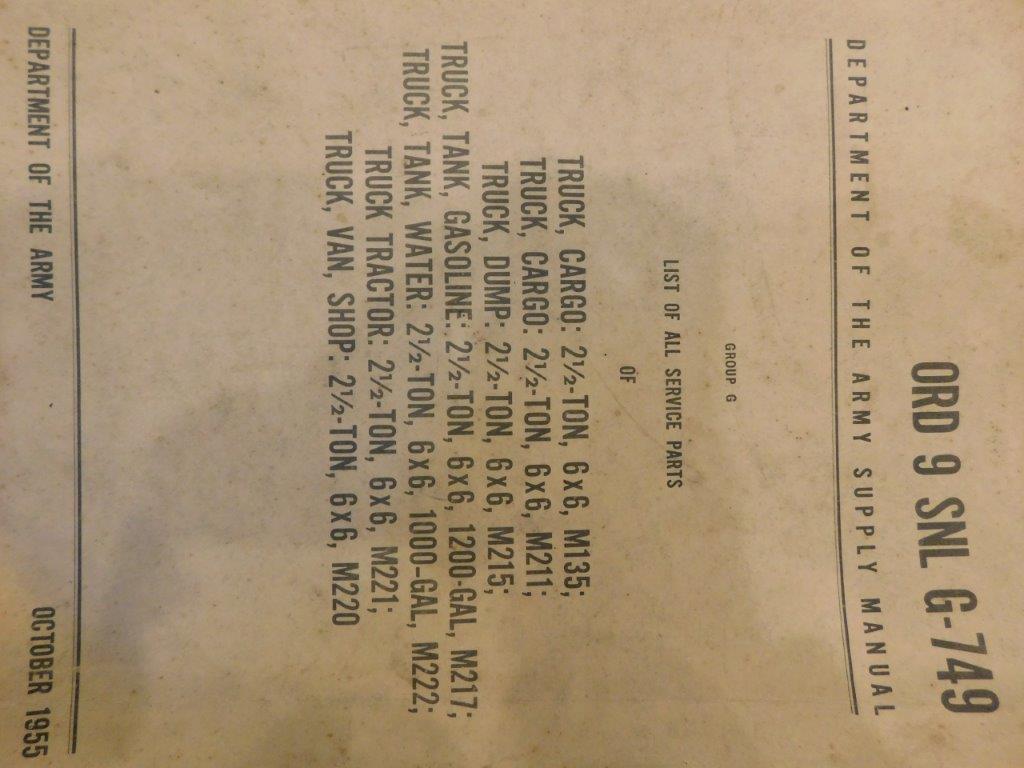 ORD 9 SNL G-749
DEPARTMENT OF THE ARMY SUPPLY MANUAL
GROUP G
LIST OF ALL SERVICE PARTS
OF
TRUCK, CARGO: 2½-TON, 6x6, M135;
TRUCK, CARGO: 2½-TON, 6x6, M211;
TRUCK, DUMP: 2½-TON, 6x6, M215;
TRUCK, TANK, GASOLINE: 2½-TON, 6x6, 1200-GAL, M217;
TRUCK, TANK, WATER: 2½-TON, 6x6, 1000-GAL, M222;
TRUCK TRACTOR: 2½-TON, 6x6, M221;
TRUCK, VAN, SHOP: 2½-TON, 6x6, M220
DEPARTMENT OF THE ARMY OCTOBER 1955